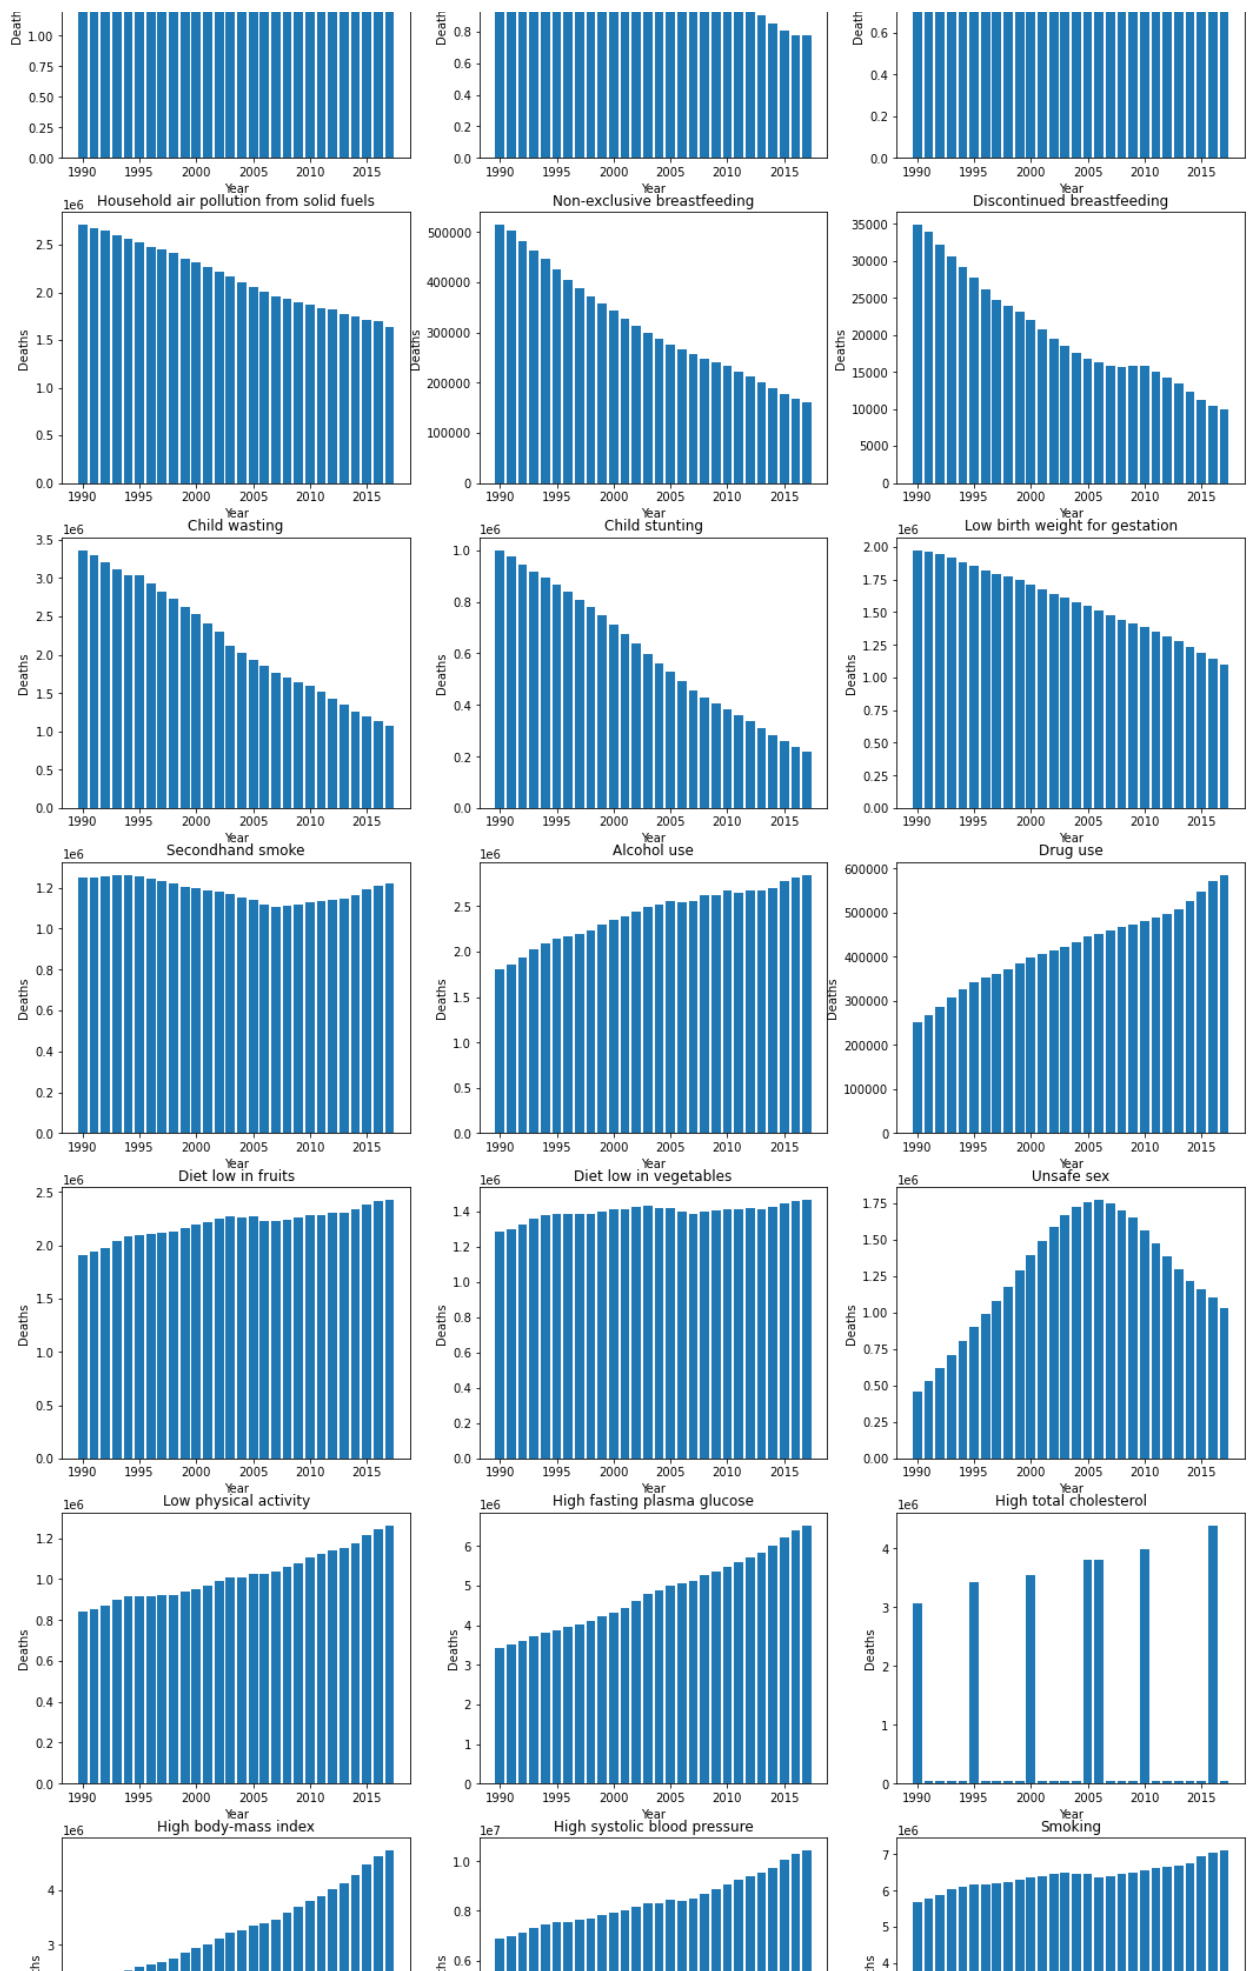 Death
1.00
0.75
0.50
0.25
0.00
1990 1995 2000 2005 2010 2015
Year
Death
0.8
0.6
0.4
0.2
0.0
1990 1995 2000 2005 2010 2015
Year
Death
0.6
0.4
0.2
0.0
1990 1995 2000 2005 2010 2015
Year
Household air pollution from solid fuels
1e6
Deaths
2.5
2.0
1.5
1.0
0.5
0.0
1990 1995 2000 2005 2010 2015
Year
Non-exclusive breastfeeding
Deaths
500000
400000
300000
200000
100000
0
1990 1995 2000 2005 2010 2015
Year
Discontinued breastfeeding
Deaths
35000
30000
25000
20000
15000
10000
5000
0
1990 1995 2000 2005 2010 2015
Year
Child wasting
1e6
Deaths
3.5
3.0
2.5
2.0
1.5
1.0
0.5
0.0
1990 1995 2000 2005 2010 2015
Year
Child stunting
1e6
Deaths
1.0
0.8
0.6
0.4
0.2
0.0
1990 1995 2000 2005 2010 2015
Year
Low birth weight for gestation
1e6
Deaths
2.00
1.75
1.50
1.25
1.00
0.75
0.50
0.25
0.00
1990 1995 2000 2005 2010 2015
Year
Secondhand smoke
1e6
Deaths
1.2
1.0
0.8
0.6
0.4
0.2
0.0
1990 1995 2000 2005 2010 2015
Year
Alcohol use
1e6
Deaths
2.5
2.0
1.5
1.0
0.5
0.0
1990 1995 2000 2005 2010 2015
Year
Drug use
Deaths
600000
500000
400000
300000
200000
100000
0
1990 1995 2000 2005 2010 2015
Year
Diet low in fruits
1e6
Deaths
2.5
2.0
1.5
1.0
0.5
0.0
1990 1995 2000 2005 2010 2015
Year
Diet low in vegetables
1e6
Deaths
1.4
1.2
1.0
0.8
0.6
0.4
0.2
0.0
1990 1995 2000 2005 2010 2015
Year
Unsafe sex
1e6
Deaths
1.75
1.50
1.25
1.00
0.75
0.50
0.25
0.00
1990 1995 2000 2005 2010 2015
Year
Low physical activity
1e6
Deaths
1.2
1.0
0.8
0.6
0.4
0.2
0.0
1990 1995 2000 2005 2010 2015
Year
High fasting plasma glucose
1e6
Deaths
6
5
4
3
2
1
0
1990 1995 2000 2005 2010 2015
Year
High total cholesterol
1e6
Deaths
4
3
2
1
0
1990 1995 2000 2005 2010 2015
Year
High body-mass index
1e6
ths
4
3
High systolic blood pressure
1e7
ths
1.0
0.8
0.6
Smoking
1e6
ths
7
6
5
4